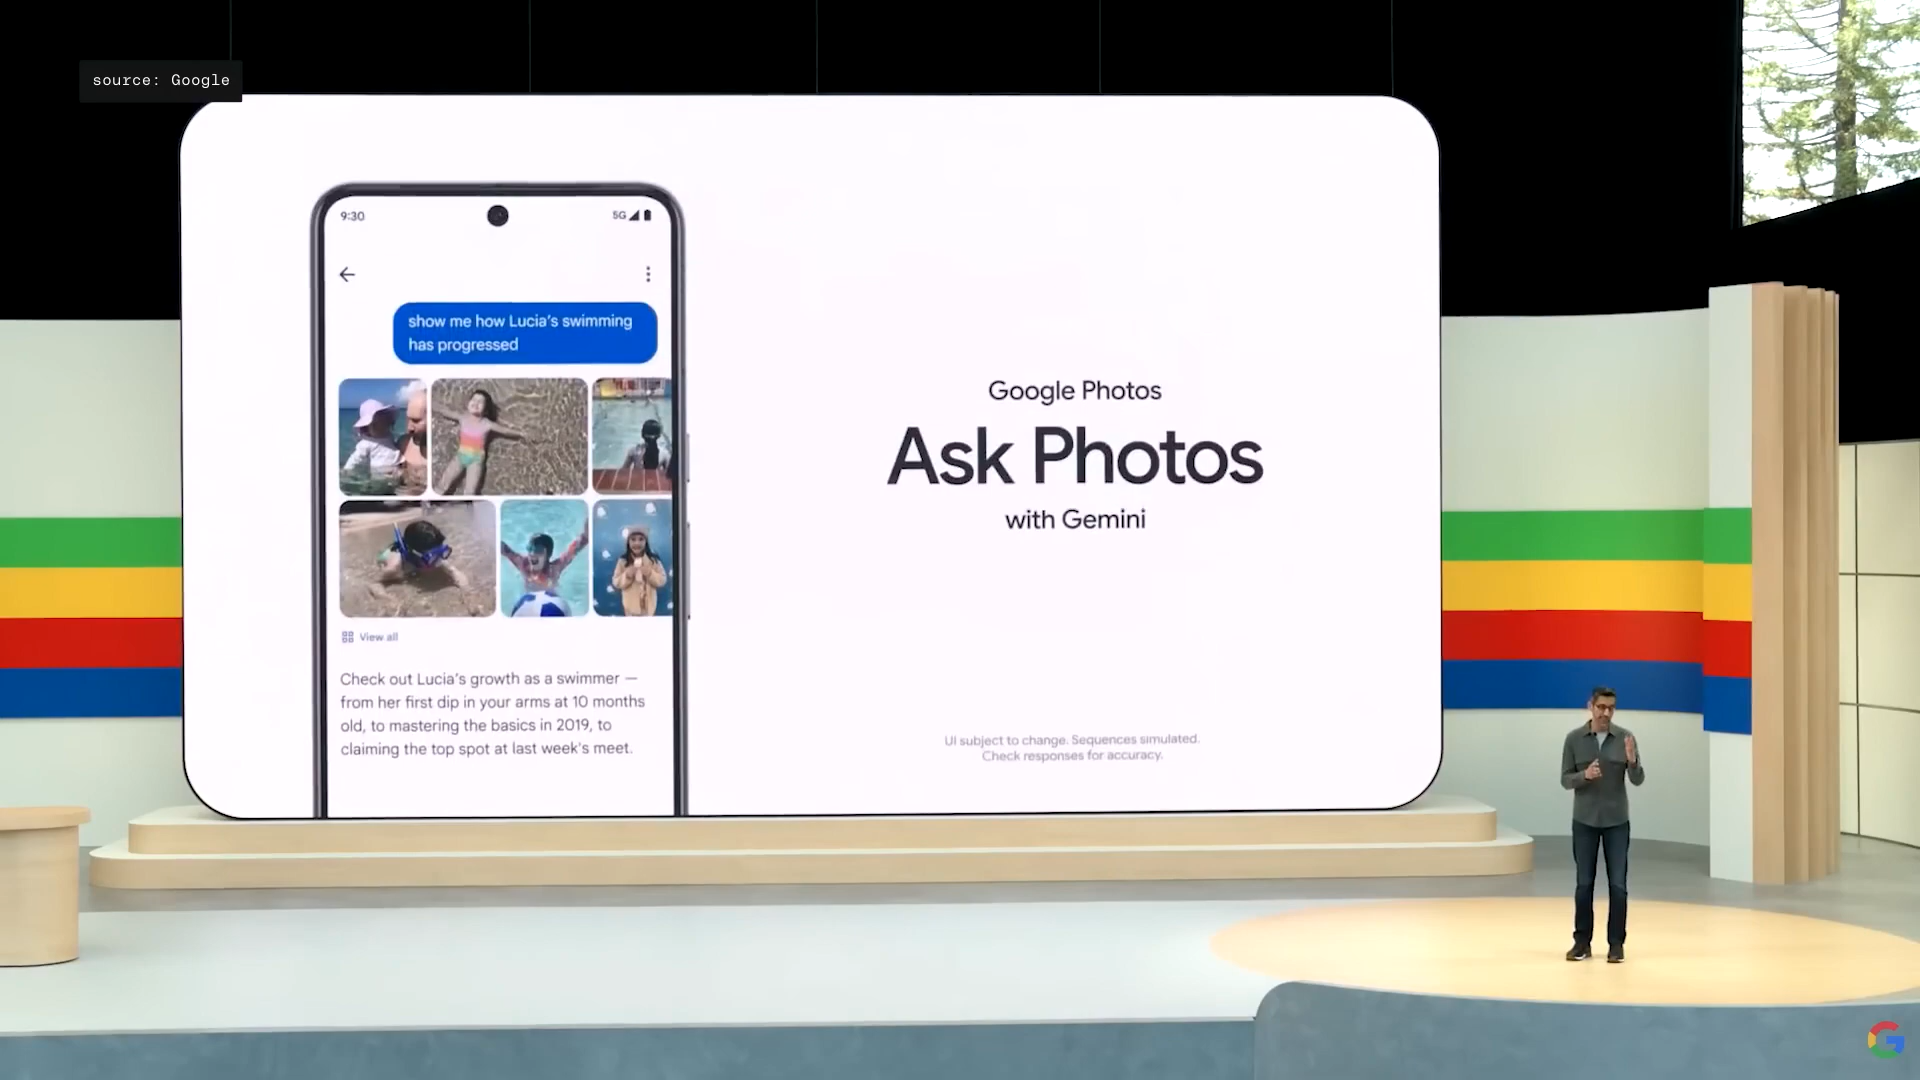 source: Google
9:30
5G
show me how Lucia's swimming
has progressed
View all
Check out Lucia's growth as a swimmer —
from her first dip in your arms at 10 months
old, to mastering the basics in 2019, to
claiming the top spot at last week's meet.
Google Photos
Ask Photos
with Gemini
UI subject to change. Sequences simulated.
Check responses for accuracy.